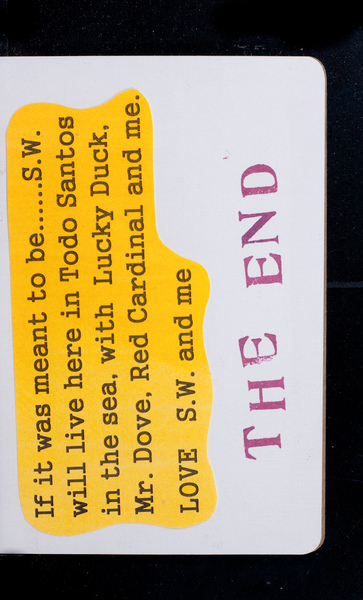 If it was meant to be......S.W.
will live here in Todo Santos
in the sea, with Lucky Duck,
Mr. Dove, Red Cardinal and me.
LOVE S.W. and me
THE END